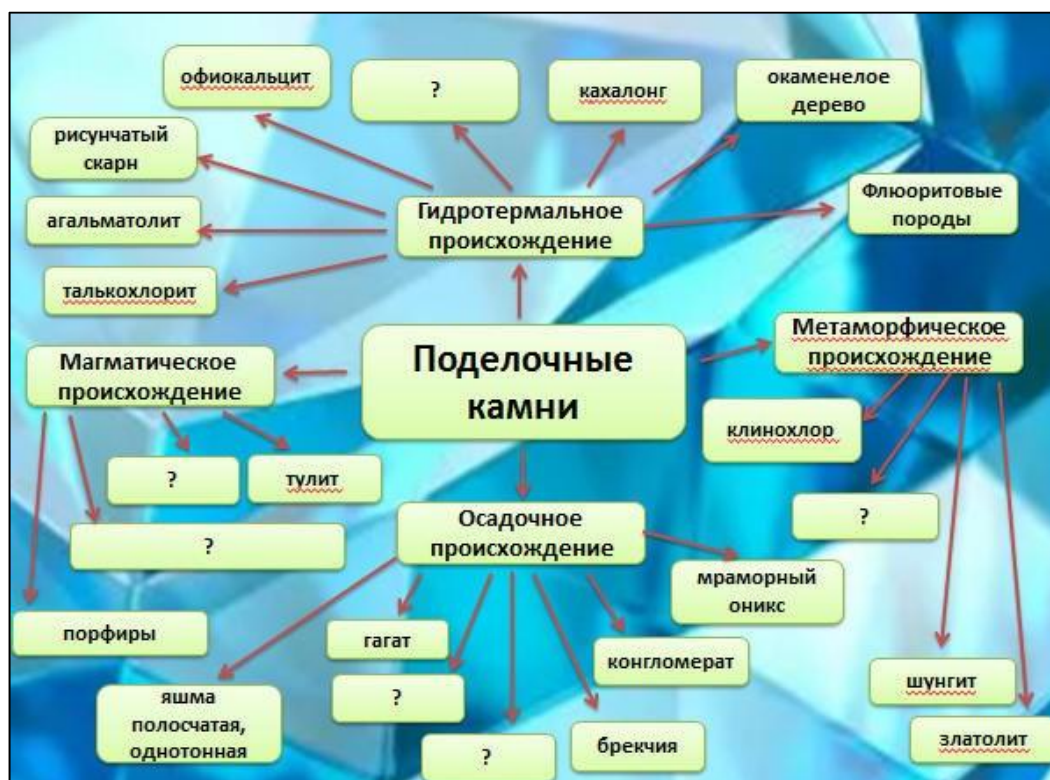 офиокальцит
?
кахалонг
окаменелое
дерево
рисунчатый
скарн
агальматолит
талькохлорит
Гидротермальное
происхождение
Флюоритовые
породы
Поделочные
камни
Магматическое
происхождение
?
тулит
?
порфиры
Метаморфическое
происхождение
клинохлор
?
шунгит
златолит
Осадочное
происхождение
мраморный
оникс
гагат
конгломерат
?
яшма
полосчатая,
однотонная
?
брекчия